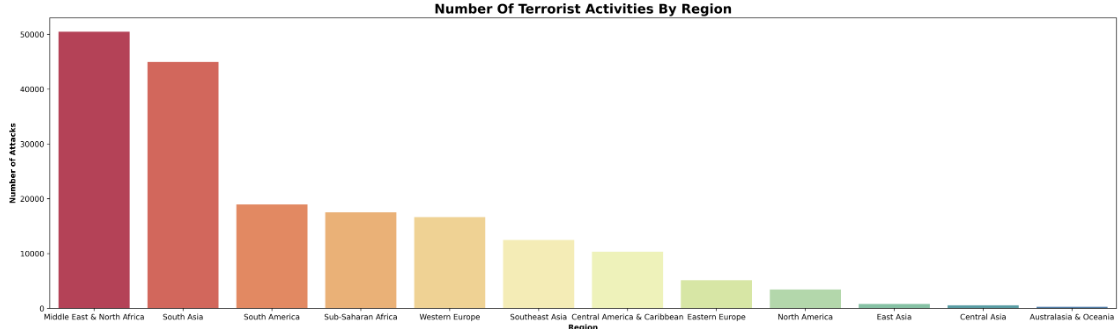 Number Of Terrorist Activities By Region
Number of Attacks
50000
40000
30000
20000
10000
0
Middle East & North Africa South Asia South America Sub-Saharan Africa Western Europe Southeast Asia Central America & Caribbean Eastern Europe North America East Asia Central Asia Australasia & Oceania
Region